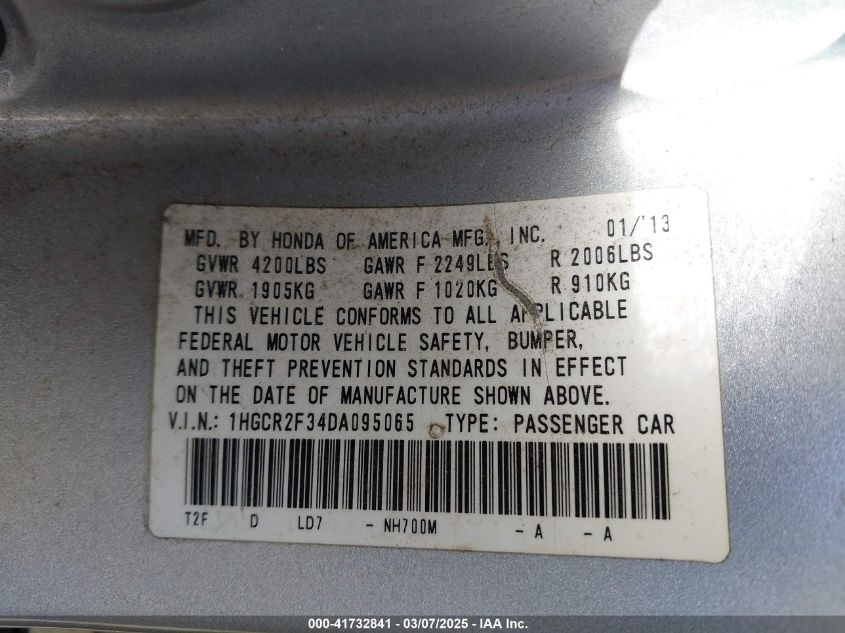 MFD. BY HONDA OF AMERICA MFG., INC. 01/'13
GVWR 4200LBS GAWR F 2249LBS R 2006LBS
GVWR 1905KG GAWR F 1020KG R 910KG
THIS VEHICLE CONFORMS TO ALL APPLICABLE
FEDERAL MOTOR VEHICLE SAFETY, BUMPER,
AND THEFT PREVENTION STANDARDS IN EFFECT
ON THE DATE OF MANUFACTURE SHOWN ABOVE.
V.I.N.: 1HGCR2F34DA095065 TYPE: PASSENGER CAR
T2F D LD7 - NH700M - A - A
000-41732841 - 03/07/2025 - IAA Inc.